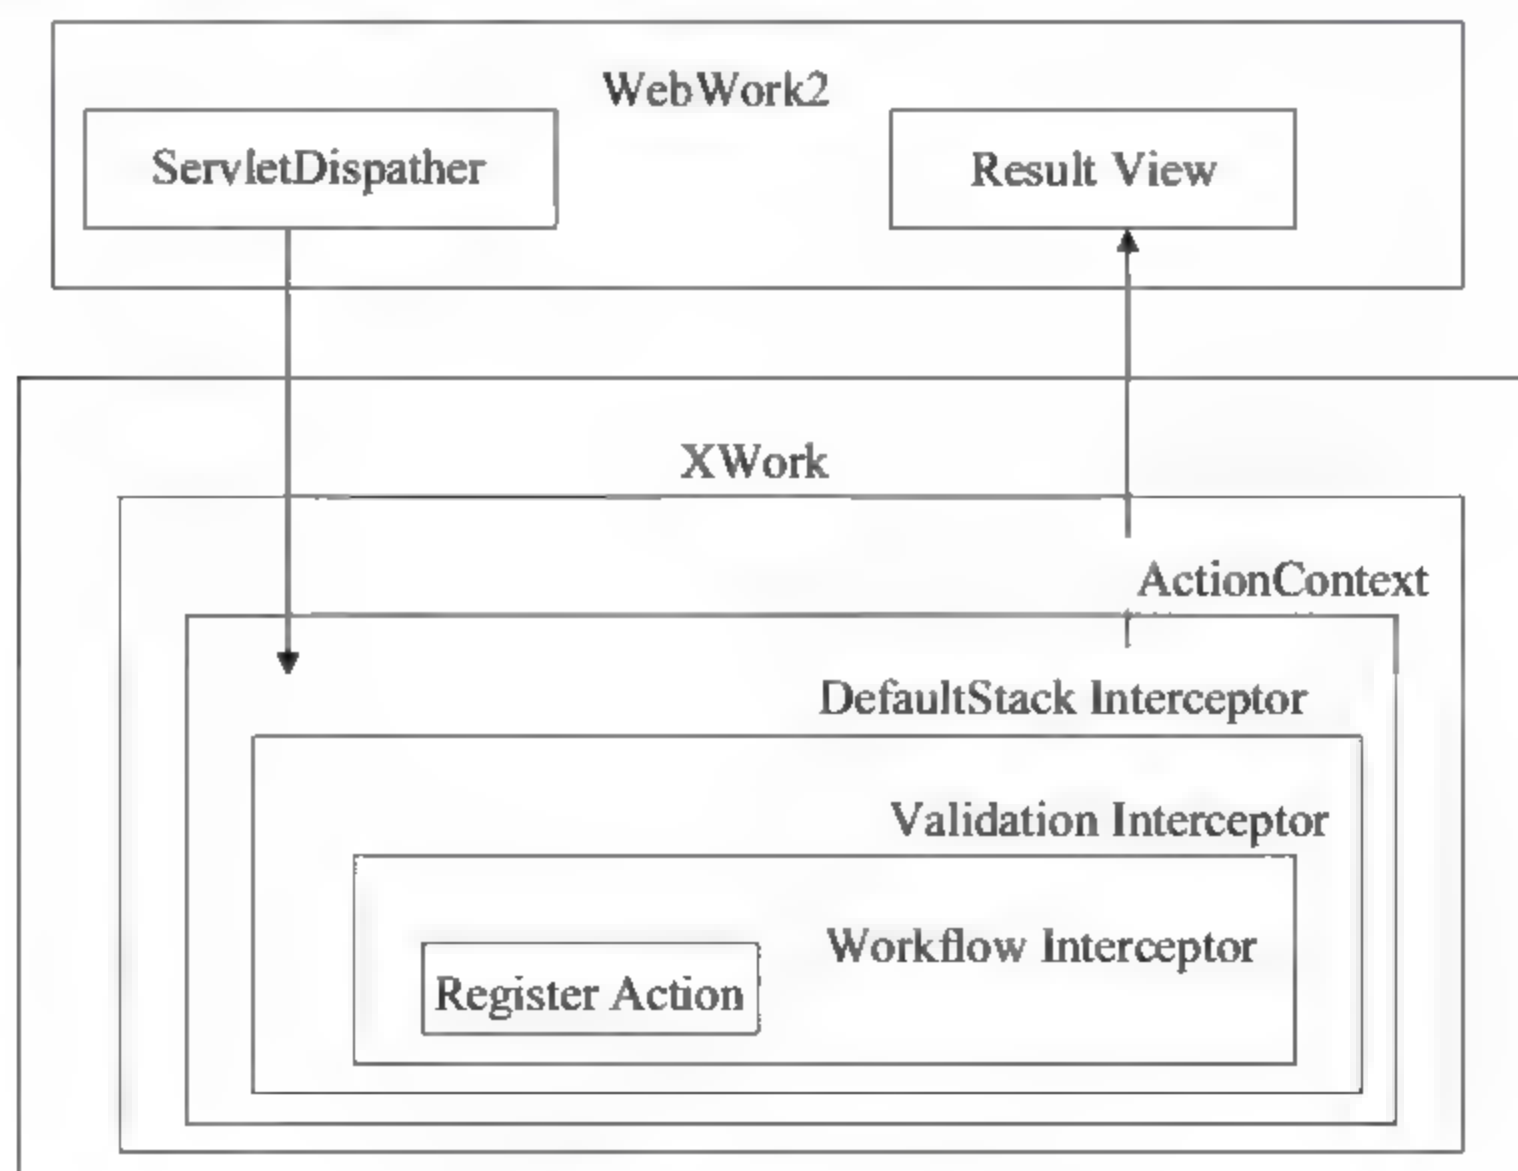 WebWork2
ServletDispather
Result View
XWork
ActionContext
DefaultStack Interceptor
Validation Interceptor
Workflow Interceptor
Register Action